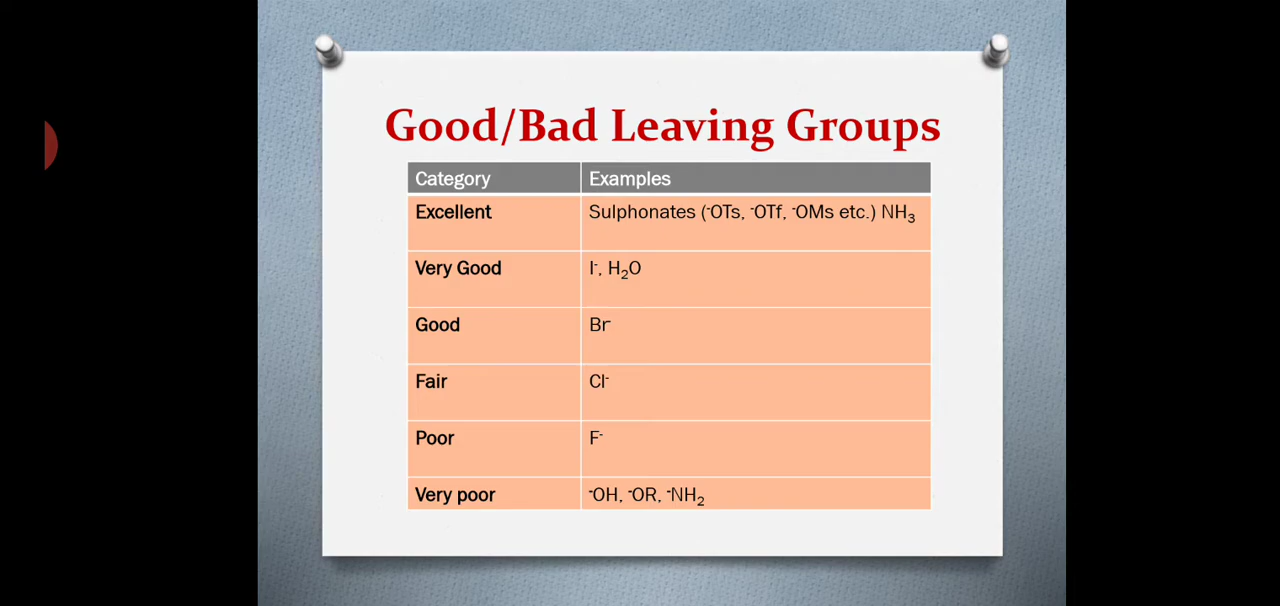 Good/Bad Leaving Groups
Category Examples
Excellent Sulphonates (⁻OTs, ⁻OTf, ⁻OMs etc.) NH₃
Very Good I⁻, H₂O
Good Br⁻
Fair Cl⁻
Poor F⁻
Very poor ⁻OH, ⁻OR, ⁻NH₂